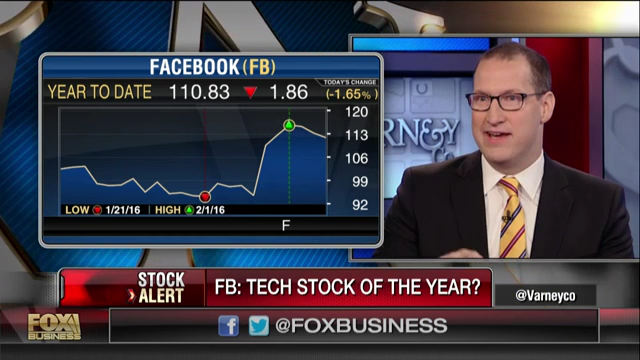 FACEBOOK (FB)
YEAR TO DATE 110.83 ▼ 1.86 TODAY'S CHANGE (-1.65%)
120
113
106
99
92
LOW 1/21/16 HIGH 2/1/16
F
STOCK ALERT
FB: TECH STOCK OF THE YEAR?
@Varneyco
FOX BUSINESS
@FOXBUSINESS